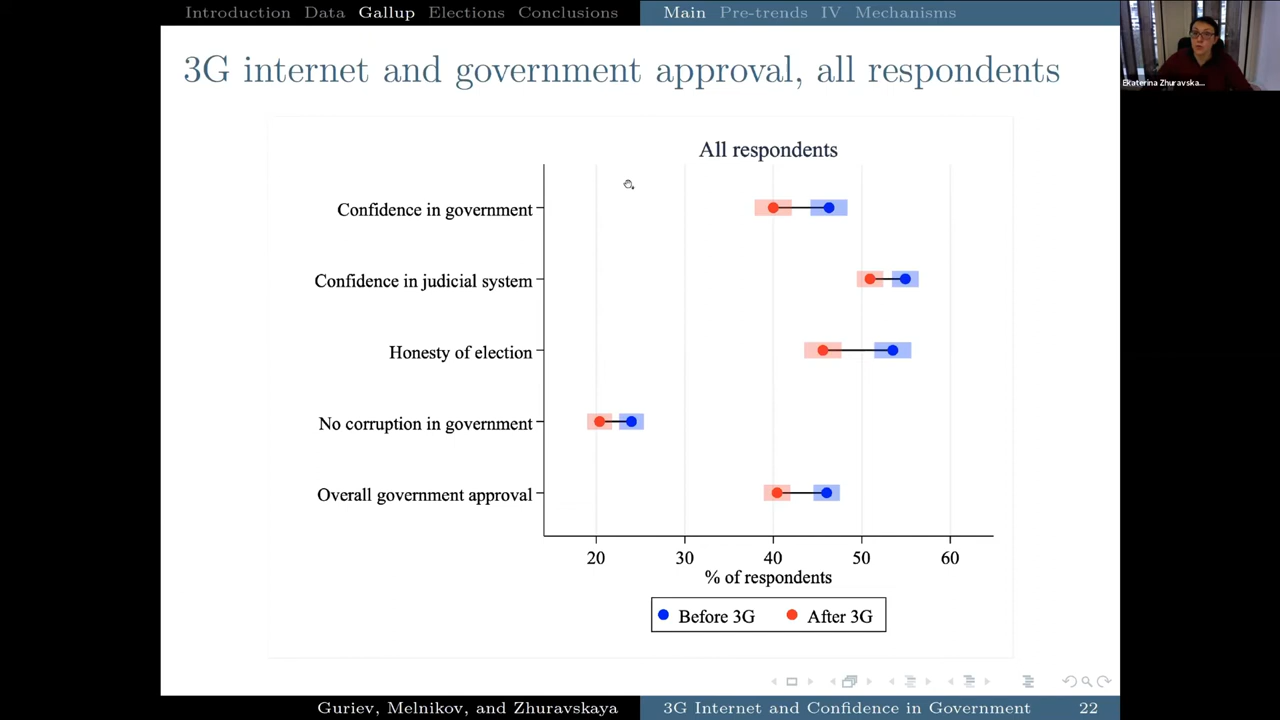 Introduction Data Gallup Elections Conclusions Main Pre-trends IV Mechanisms
Ekaterina Zhuravska...
3G internet and government approval, all respondents
All respondents
Confidence in government
Confidence in judicial system
Honesty of election
No corruption in government
Overall government approval
20 30 40 50 60
% of respondents
Before 3G After 3G
Guriev, Melnikov, and Zhuravskaya 3G Internet and Confidence in Government 22